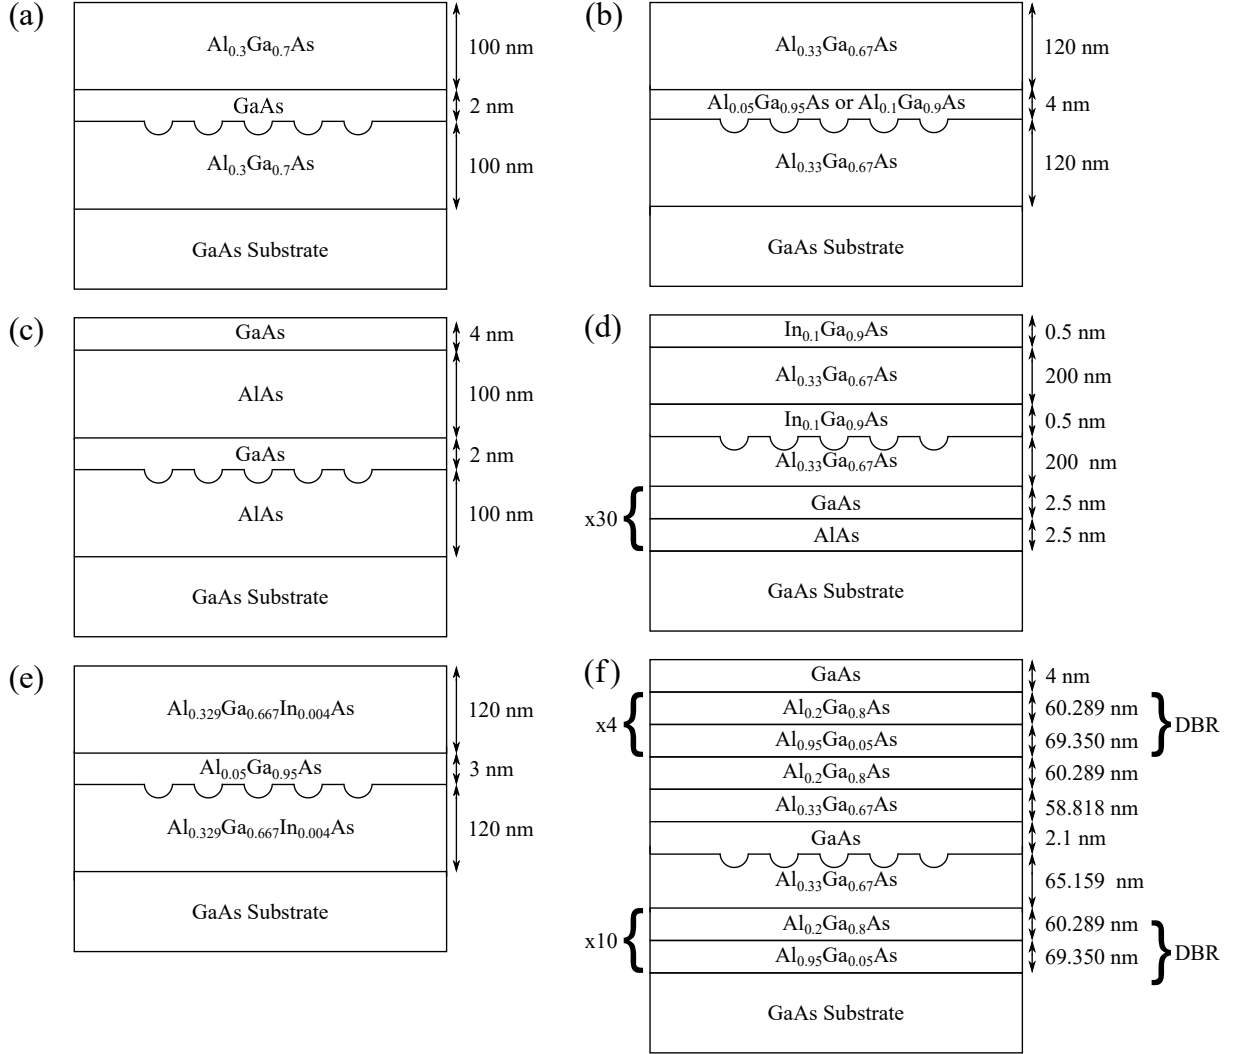 (a)
Al0.3Ga0.7As
100 nm
GaAs
2 nm
Al0.3Ga0.7As
100 nm
GaAs Substrate
(b)
Al0.33Ga0.67As
120 nm
Al0.05Ga0.95As or Al0.1Ga0.9As
4 nm
Al0.33Ga0.67As
120 nm
GaAs Substrate
(c)
GaAs
4 nm
AlAs
100 nm
GaAs
2 nm
AlAs
100 nm
GaAs Substrate
(d)
In0.1Ga0.9As
0.5 nm
Al0.33Ga0.67As
200 nm
In0.1Ga0.9As
0.5 nm
Al0.33Ga0.67As
200 nm
x30
GaAs
2.5 nm
AlAs
2.5 nm
GaAs Substrate
(e)
Al0.329Ga0.667In0.004As
120 nm
Al0.05Ga0.95As
3 nm
Al0.329Ga0.667In0.004As
120 nm
GaAs Substrate
(f)
GaAs
4 nm
x4
Al0.2Ga0.8As
60.289 nm
DBR
Al0.95Ga0.05As
69.350 nm
Al0.2Ga0.8As
60.289 nm
Al0.33Ga0.67As
58.818 nm
GaAs
2.1 nm
Al0.33Ga0.67As
65.159 nm
x10
Al0.2Ga0.8As
60.289 nm
DBR
Al0.95Ga0.05As
69.350 nm
GaAs Substrate